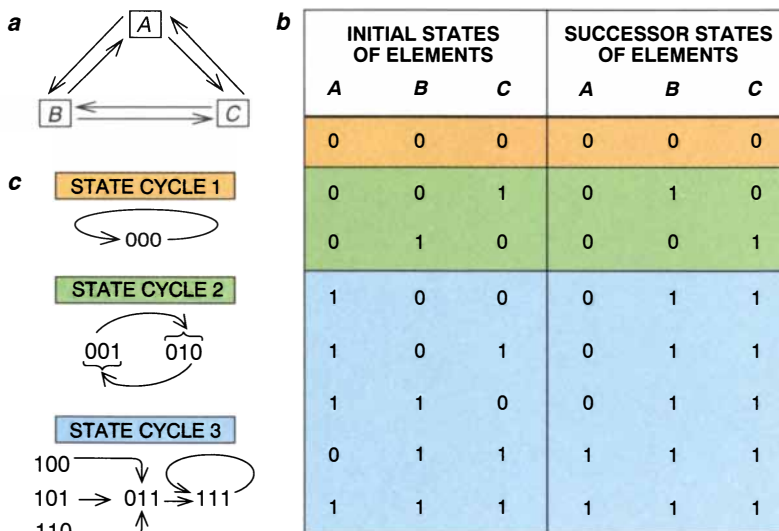 a
A
B C
c
STATE CYCLE 1
000
STATE CYCLE 2
001 010
STATE CYCLE 3
100
101 011 111
110
b
INITIAL STATES OF ELEMENTS SUCCESSOR STATES OF ELEMENTS
A B C A B C
0 0 0 0 0 0
0 0 1 0 1 0
0 1 0 0 0 1
1 0 0 0 1 1
1 0 1 0 1 1
1 1 0 0 1 1
0 1 1 1 1 1
1 1 1 1 1 1